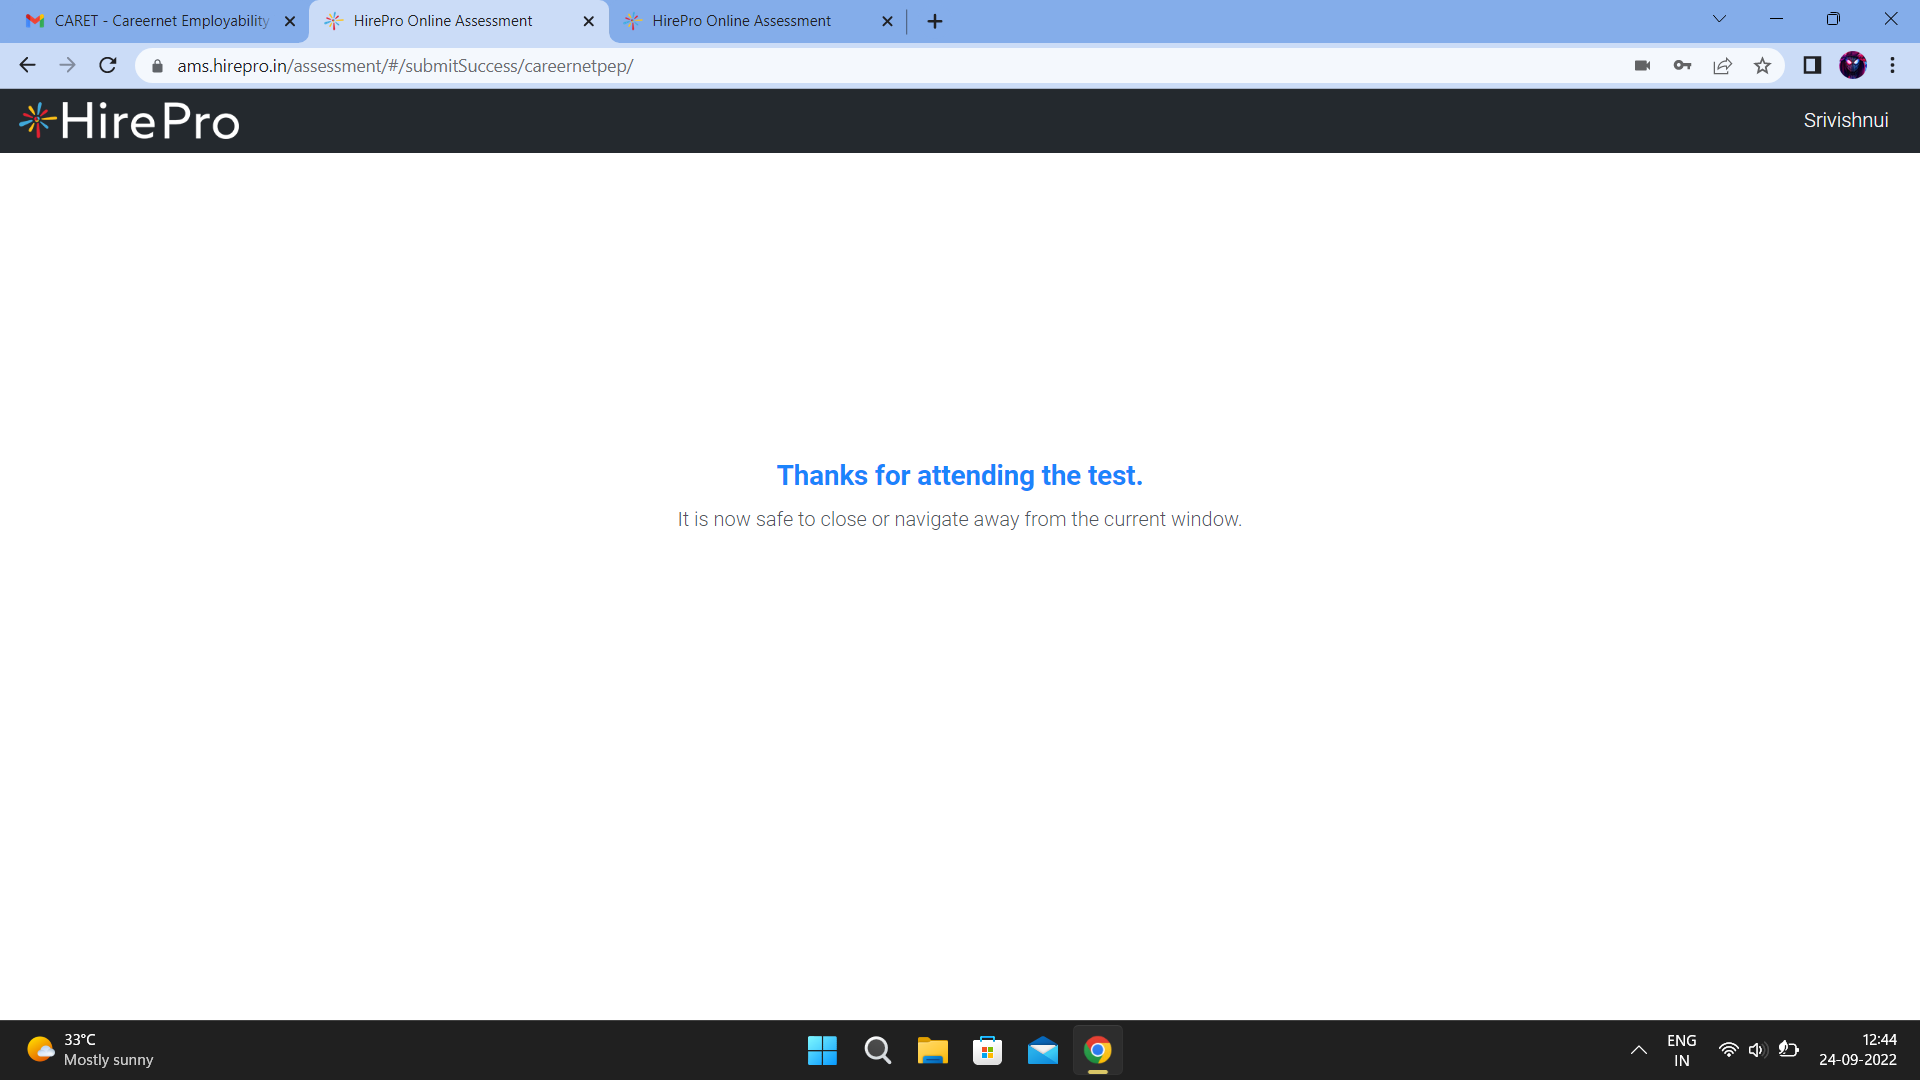 CARET - Careernet Employability
HirePro Online Assessment
HirePro Online Assessment
ams.hirepro.in/assessment/#/submitSuccess/careernetpep/
HirePro
Srivishnui
Thanks for attending the test.
It is now safe to close or navigate away from the current window.
33°C
Mostly sunny
ENG
IN
12:44
24-09-2022